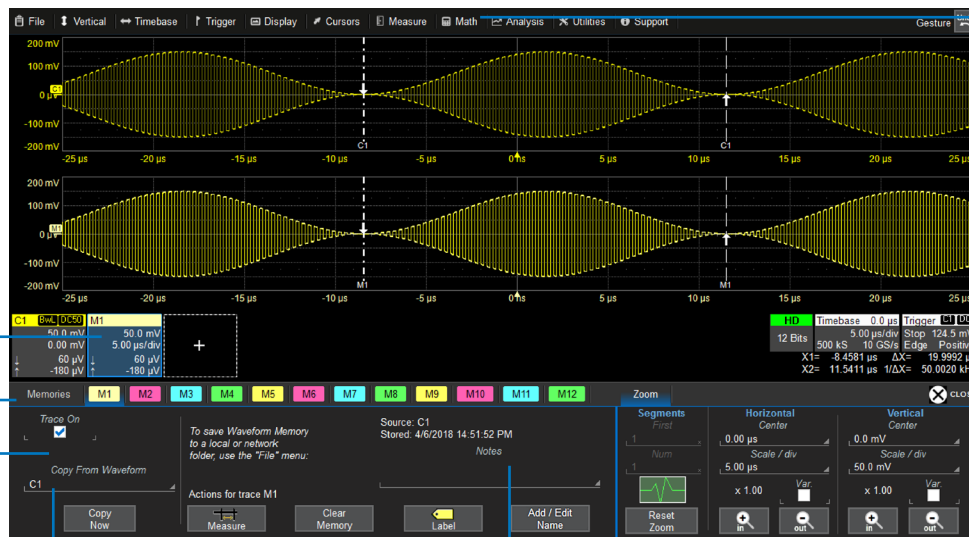 File Vertical Timebase Trigger Display Cursors Measure Math Analysis Utilities Support Gesture
200 mV
100 mV
0 µV C1
-100 mV
-200 mV
C1 C1
-25 µs -20 µs -15 µs -10 µs -5 µs 0 µs 5 µs 10 µs 15 µs 20 µs 25 µs
200 mV
100 mV
0 µV M1
-100 mV
-200 mV
M1 M1
-25 µs -20 µs -15 µs -10 µs -5 µs 0 µs 5 µs 10 µs 15 µs 20 µs 25 µs
C1 BwL DC50 M1 HD Timebase 0.0 µs Trigger C1
50.0 mV 50.0 mV 12 Bits 5.00 µs/div Stop 124.5 m
0.00 mV 5.00 µs/div + 500 kS 10 GS/s Edge Positiv
60 µV 60 µV X1= -8.4581 µs ΔX= 19.9992 µ
-180 µV -180 µV X2= 11.5411 µs 1/ΔX= 50.0020 kH
Memories M1 M2 M3 M4 M5 M6 M7 M8 M9 M10 M11 M12 Zoom CLOS
Trace On
Copy From Waveform
C1
Copy Now
To save Waveform Memory
to a local or network
folder, use the "File" menu:
Actions for trace M1
Measure
Clear Memory
Source: C1
Stored: 4/6/2018 14:51:52 PM
Notes
Label
Add / Edit Name
Segments
First
1
Num
1
Reset Zoom
Horizontal
Center
0.00 µs
Scale / div
5.00 µs
x 1.00 Var.
in out
Vertical
Center
0.0 mV
Scale / div
50.0 mV
x 1.00 Var.
in out